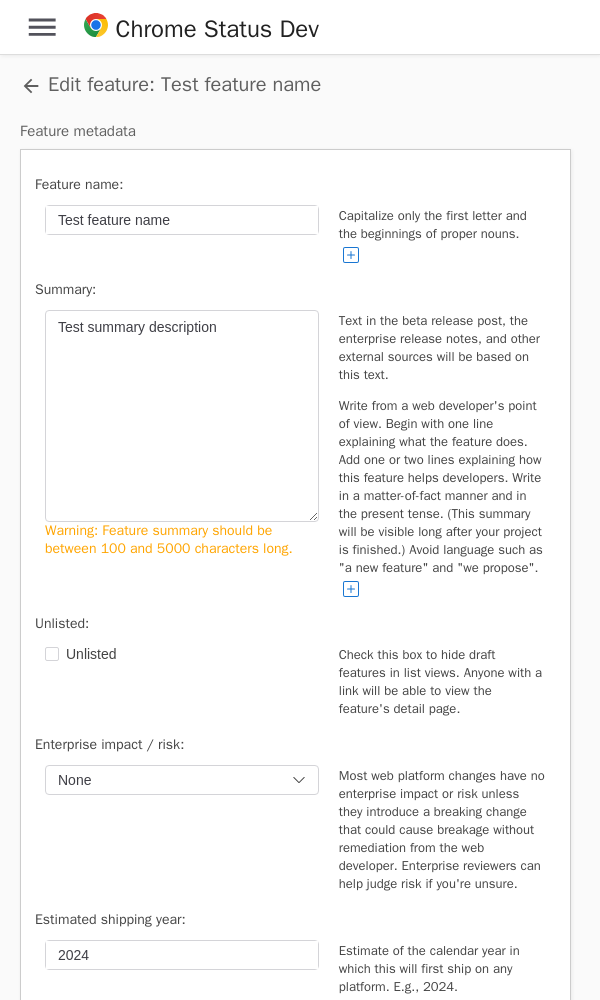 Chrome Status Dev
Edit feature: Test feature name
Feature metadata
Feature name:
Test feature name
Capitalize only the first letter and
the beginnings of proper nouns.
Summary:
Test summary description
Warning: Feature summary should be
between 100 and 5000 characters long.
Text in the beta release post, the
enterprise release notes, and other
external sources will be based on
this text.
Write from a web developer's point
of view. Begin with one line
explaining what the feature does.
Add one or two lines explaining how
this feature helps developers. Write
in a matter-of-fact manner and in
the present tense. (This summary
will be visible long after your project
is finished.) Avoid language such as
"a new feature" and "we propose".
Unlisted:
Unlisted
Check this box to hide draft
features in list views. Anyone with a
link will be able to view the
feature's detail page.
Enterprise impact / risk:
None
Most web platform changes have no
enterprise impact or risk unless
they introduce a breaking change
that could cause breakage without
remediation from the web
developer. Enterprise reviewers can
help judge risk if you're unsure.
Estimated shipping year:
2024
Estimate of the calendar year in
which this will first ship on any
platform. E.g., 2024.